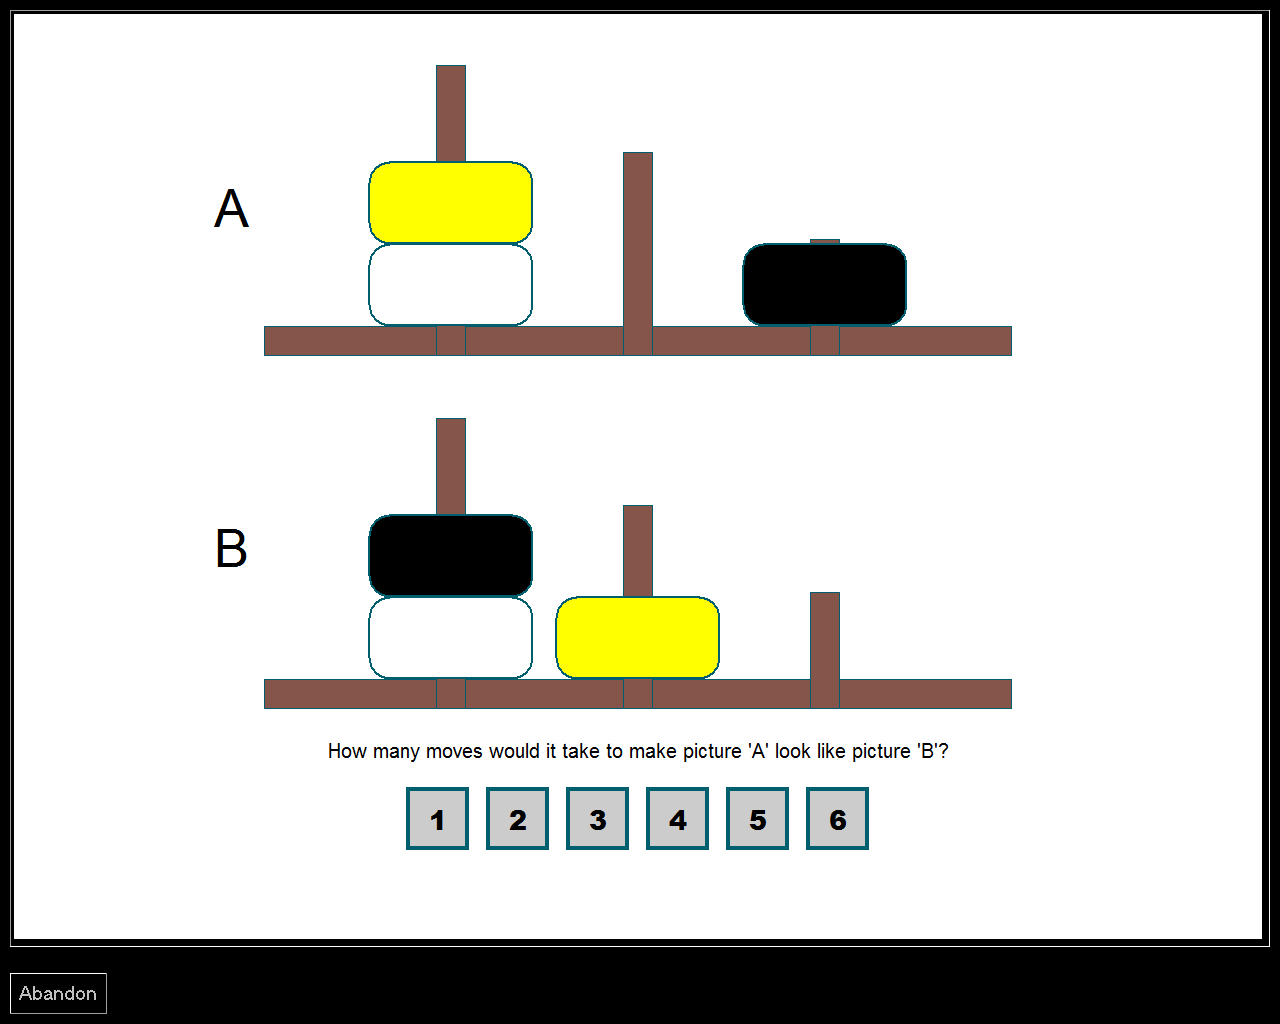 A
B
How many moves would it take to make picture 'A' look like picture 'B'?
1 2 3 4 5 6
Abandon